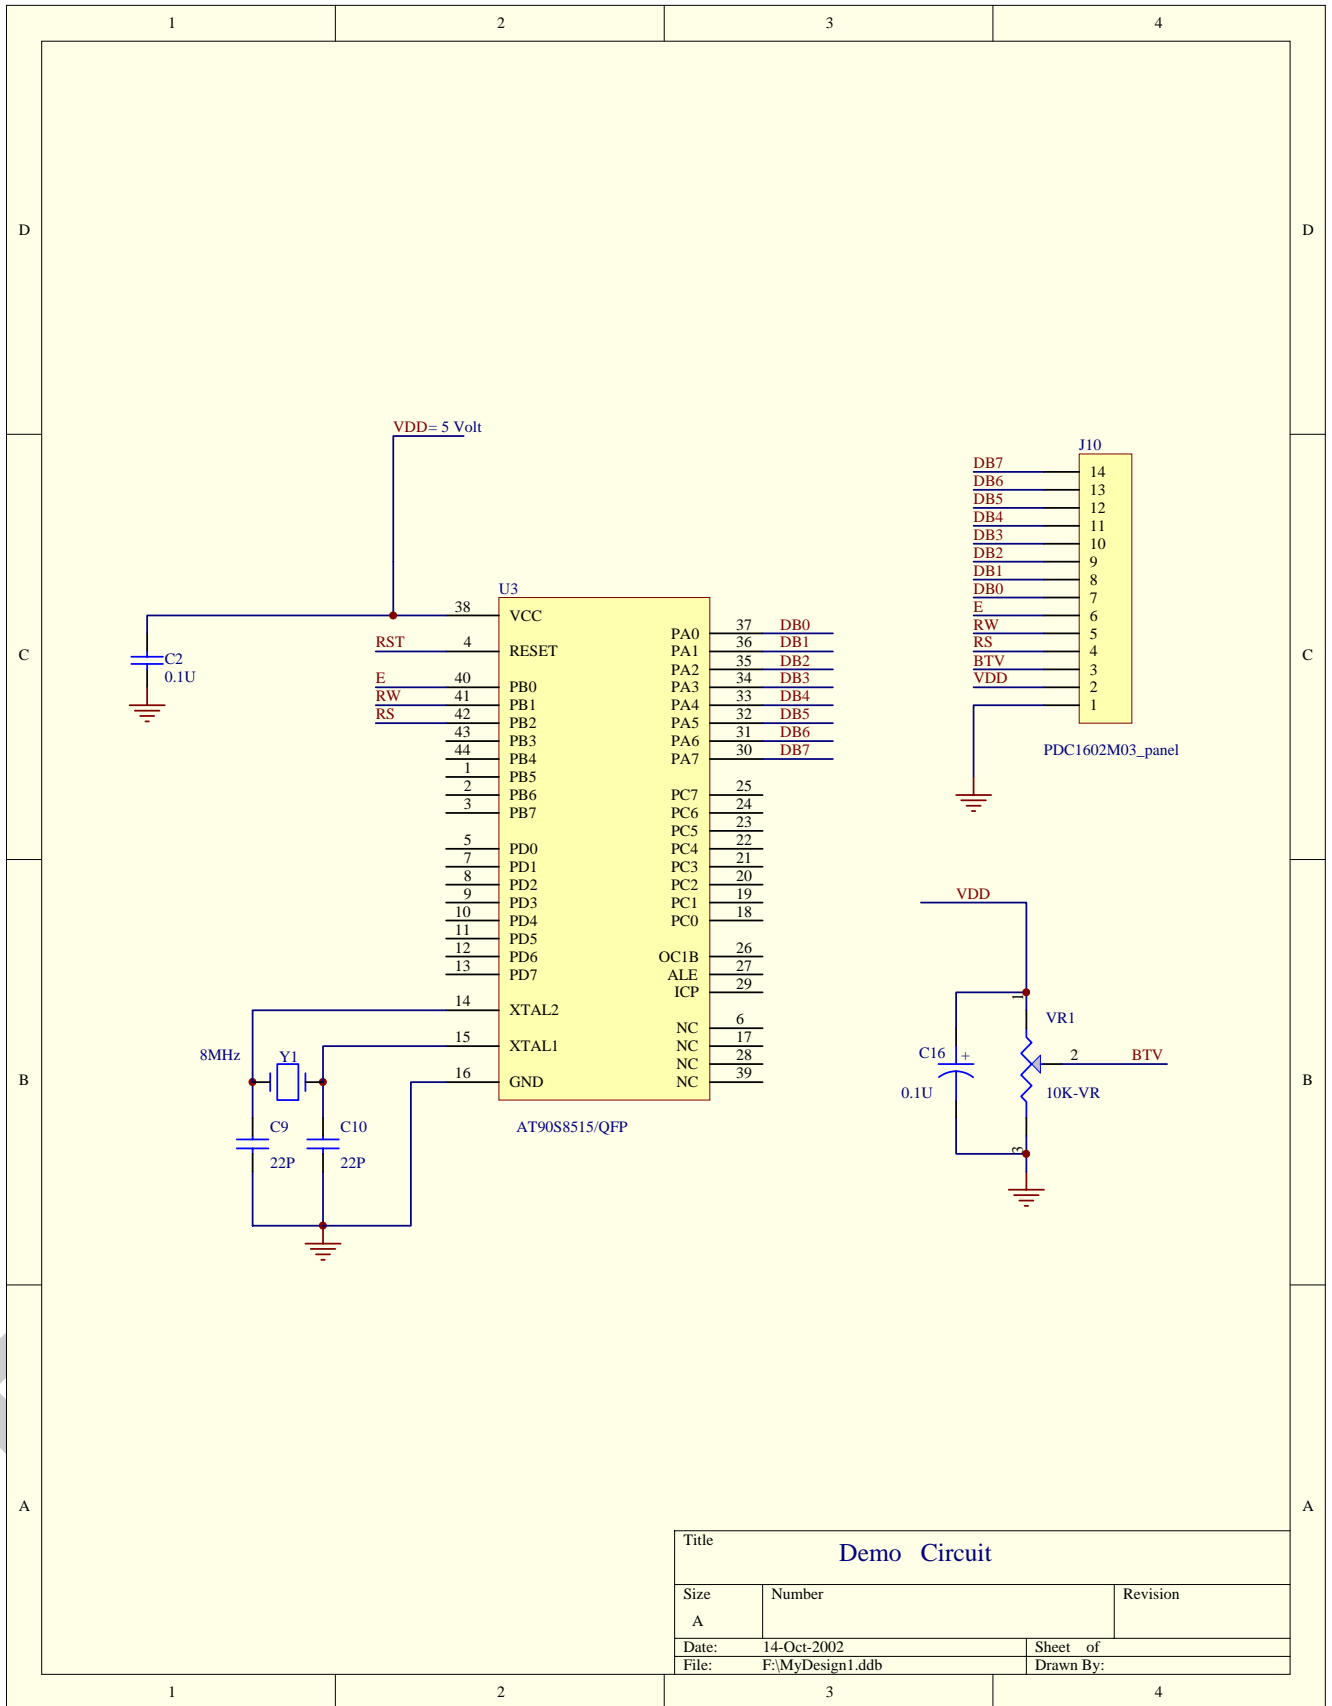 1 2 3 4
D D
VDD= 5 Volt
J10
DB7 14
DB6 13
DB5 12
DB4 11
DB3 10
DB2 9
DB1 8
DB0 7
E 6
RW 5
RS 4
BTV 3
VDD 2
1
PDC1602M03_panel
C C
U3
38 VCC
RST 4 RESET
E 40 PB0
RW 41 PB1
RS 42 PB2
43 PB3
44 PB4
1 PB5
2 PB6
3 PB7
5 PD0
7 PD1
8 PD2
9 PD3
10 PD4
11 PD5
12 PD6
13 PD7
14 XTAL2
15 XTAL1
16 GND
PA0 37 DB0
PA1 36 DB1
PA2 35 DB2
PA3 34 DB3
PA4 33 DB4
PA5 32 DB5
PA6 31 DB6
PA7 30 DB7
PC7 25
PC6 24
PC5 23
PC4 22
PC3 21
PC2 20
PC1 19
PC0 18
OC1B 26
ALE 27
ICP 29
NC 6
NC 17
NC 28
NC 39
AT90S8515/QFP
C2
0.1U
8MHz Y1
C9 C10
22P 22P
B B
VDD
1
VR1
C16 +
2 BTV
0.1U 10K-VR
3
A A
Title
Demo Circuit
Size Number Revision
A
Date: 14-Oct-2002 Sheet of
File: F:\MyDesign1.ddb Drawn By:
1 2 3 4